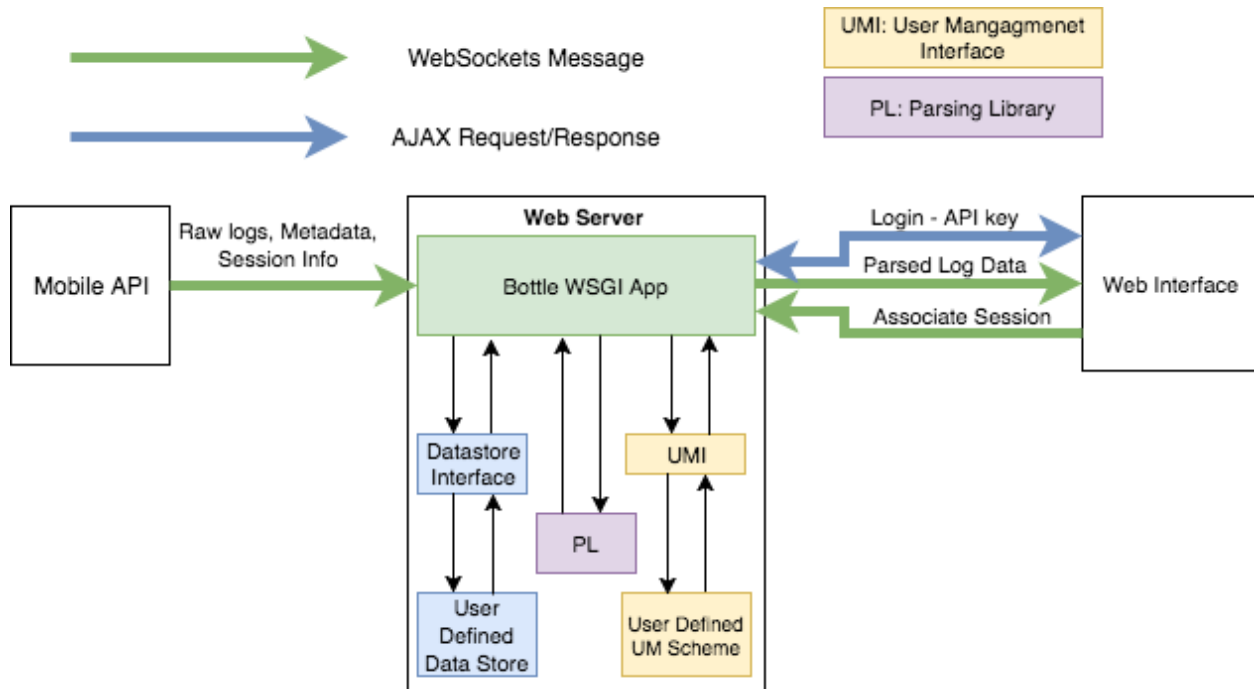 WebSockets Message
AJAX Request/Response
UMI: User Mangagmenet
Interface
PL: Parsing Library
Mobile API
Raw logs, Metadata,
Session Info
Web Server
Bottle WSGI App
Login - API key
Parsed Log Data
Associate Session
Web Interface
Datastore
Interface
UMI
PL
User
Defined
Data Store
User Defined
UM Scheme